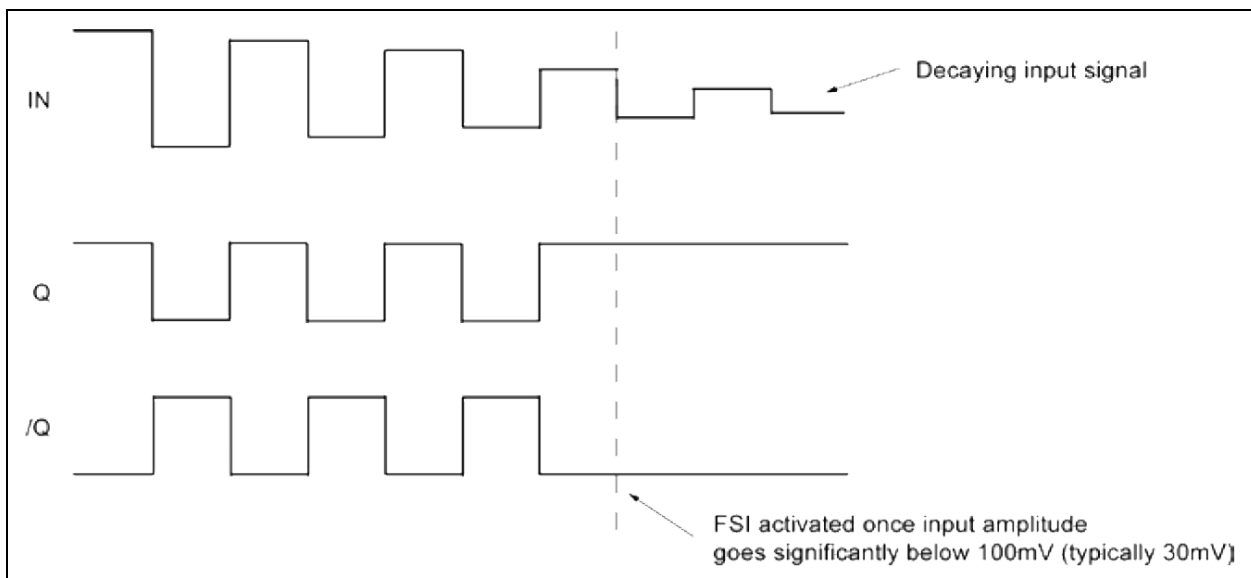 IN
Decaying input signal
Q
/Q
FSI activated once input amplitude
goes significantly below 100mV (typically 30mV)